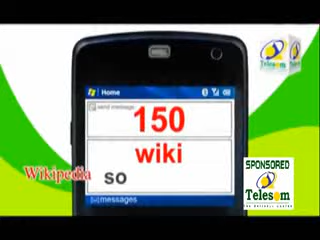 Telesom
Home
send message
150
wiki
so
Wikipedia
messages
SPONSORED
Telesom